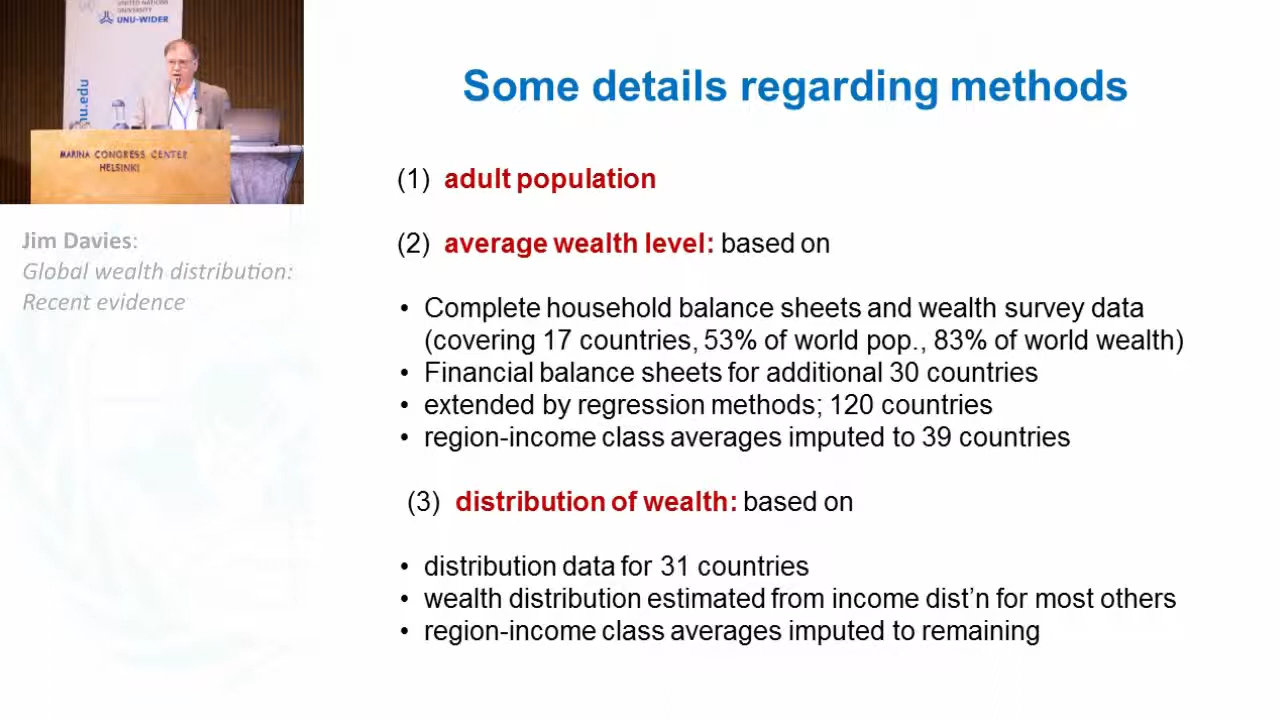 UNITED NATIONS
UNIVERSITY
UNU-WIDER
nu.edu
MARINA CONGRESS CENTER
HELSINKI
Jim Davies:
Global wealth distribution:
Recent evidence
Some details regarding methods
(1) adult population
(2) average wealth level: based on
• Complete household balance sheets and wealth survey data
(covering 17 countries, 53% of world pop., 83% of world wealth)
• Financial balance sheets for additional 30 countries
• extended by regression methods; 120 countries
• region-income class averages imputed to 39 countries
(3) distribution of wealth: based on
• distribution data for 31 countries
• wealth distribution estimated from income dist’n for most others
• region-income class averages imputed to remaining